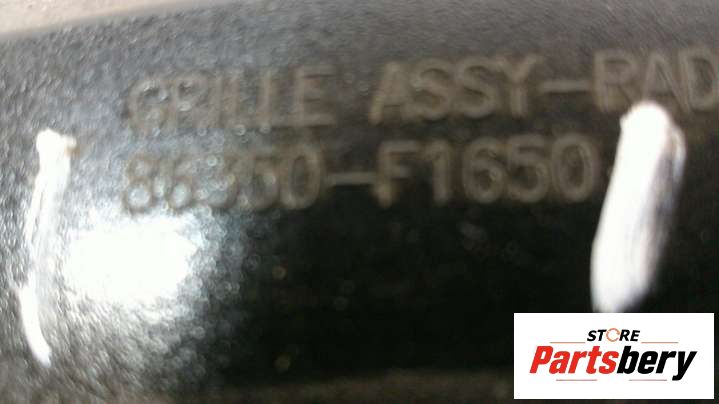 GRILLE ASSY-RAD
86350-F1650
STORE
Partsbery